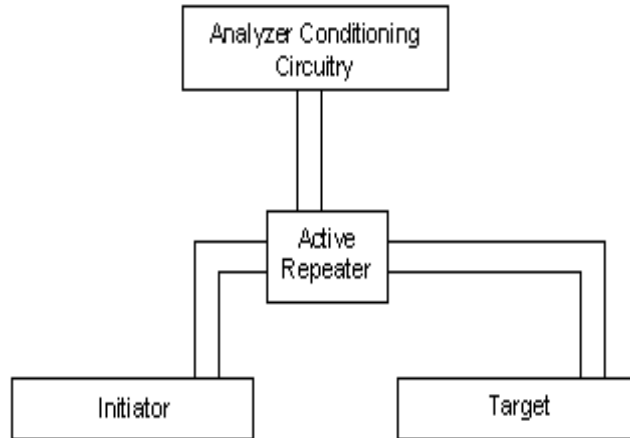 Analyzer Conditioning
Circuitry
Active
Repeater
Initiator
Target